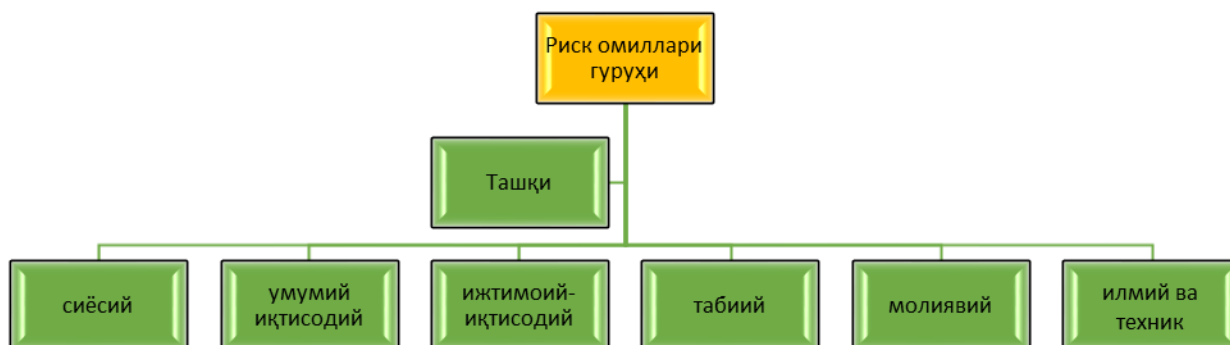 Риск омиллари
гуруҳи
Ташқи
сиёсий
умумий
иқтисодий
ижтимоий-
иқтисодий
табиий
молиявий
илмий ва
техник